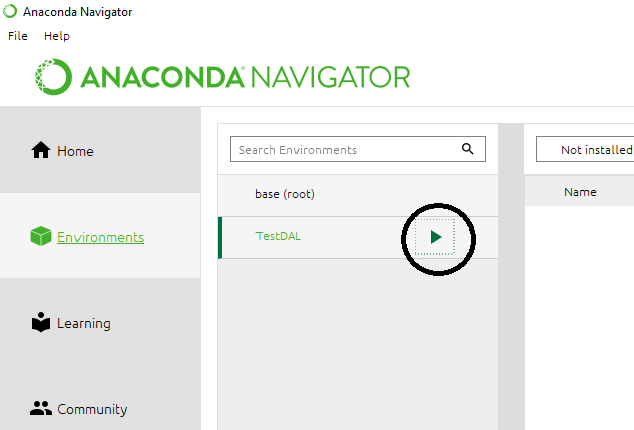 Anaconda Navigator
File Help
ANACONDA NAVIGATOR
Home
Environments
Learning
Community
Search Environments
base (root)
TestDAL
Not installed
Name